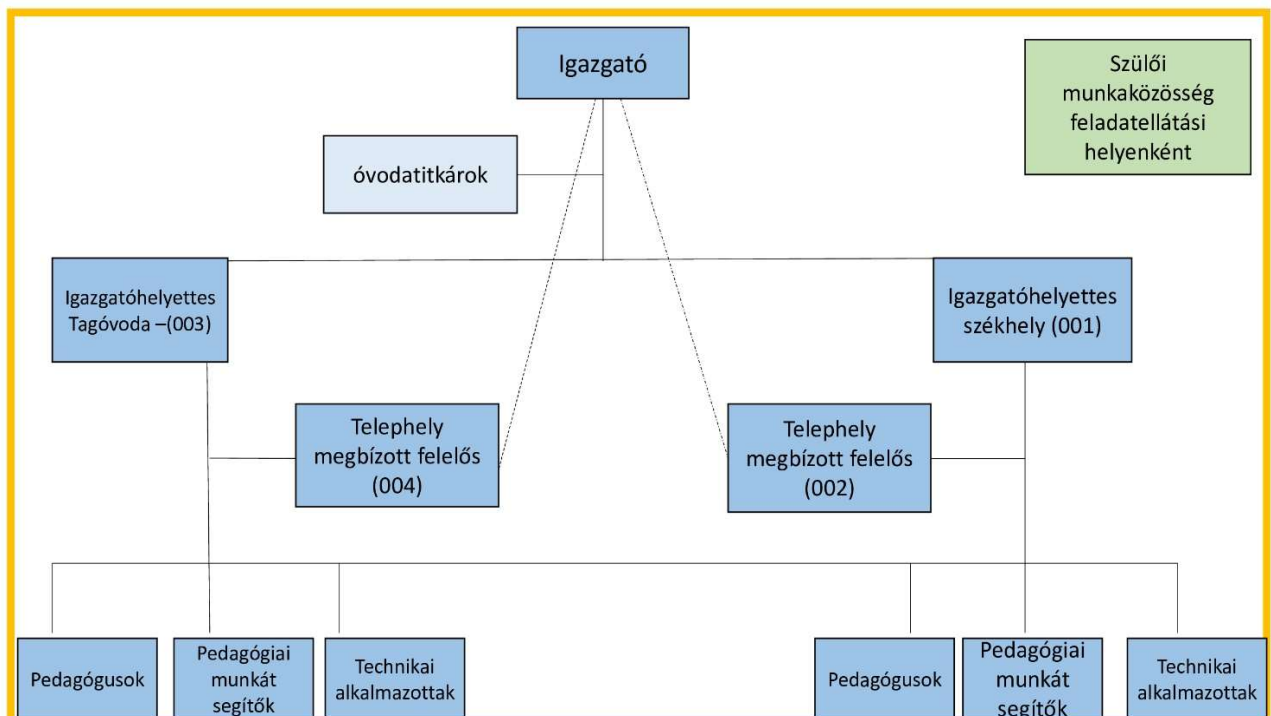 Igazgató
Szülői
munkaközösség
feladatellátási
helyenként
óvodatitkárok
Igazgatóhelyettes
Tagóvoda –(003)
Igazgatóhelyettes
székhely (001)
Telephely
megbízott felelős
(004)
Telephely
megbízott felelős
(002)
Pedagógusok
Pedagógiai
munkát
segítők
Technikai
alkalmazottak
Pedagógusok
Pedagógiai
munkát
segítők
Technikai
alkalmazottak